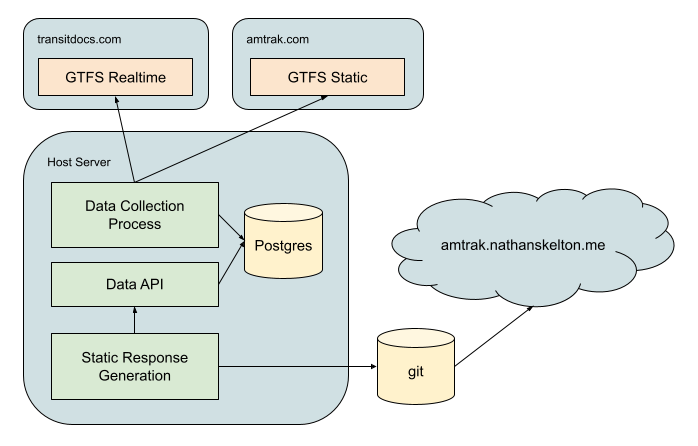 transitdocs.com
GTFS Realtime
amtrak.com
GTFS Static
Host Server
Data Collection
Process
Postgres
Data API
Static Response
Generation
git
amtrak.nathanskelton.me